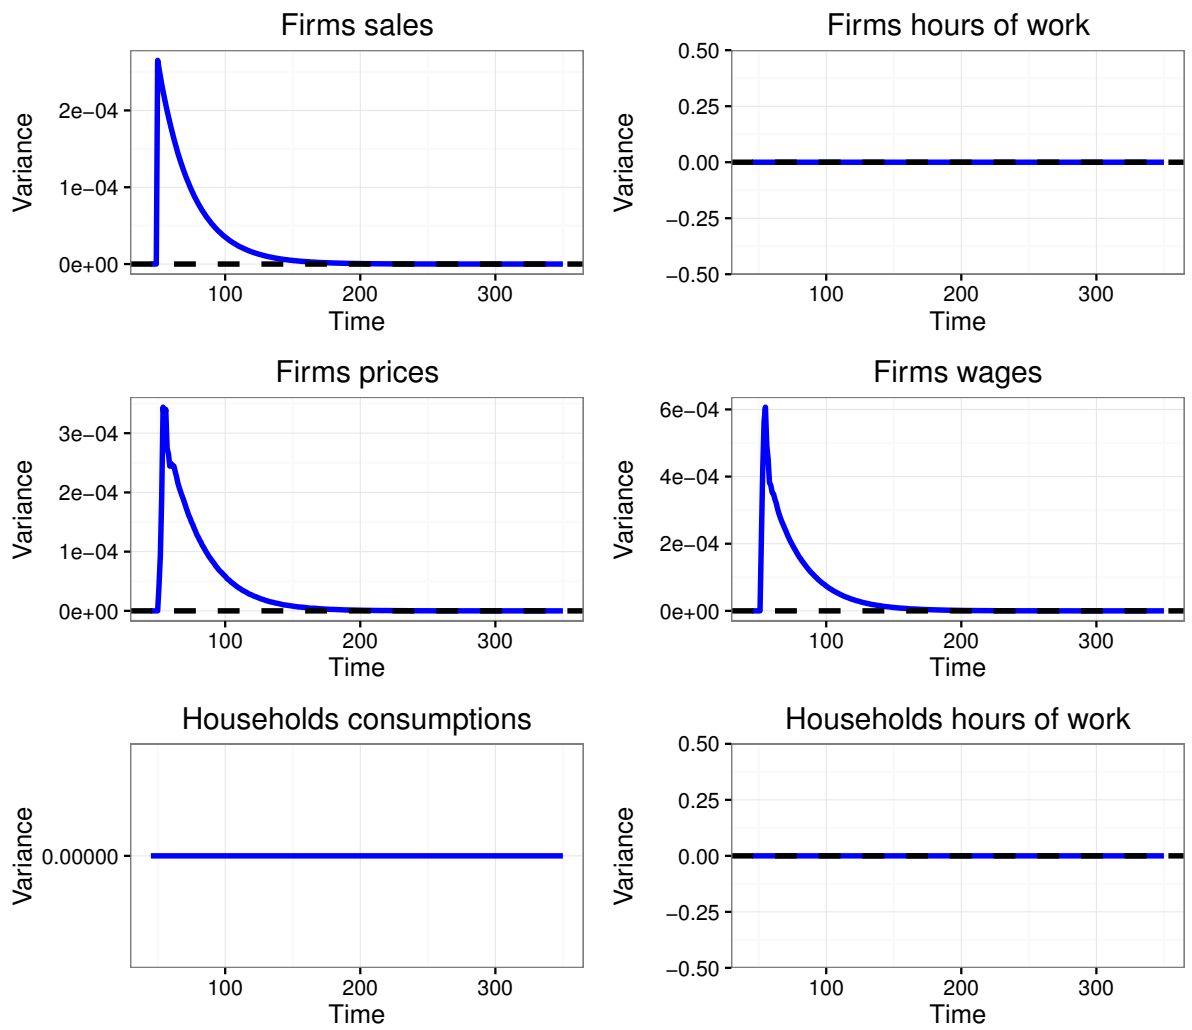 Firms sales
Variance
2e−04
1e−04
0e+00
100 200 300
Time
Firms hours of work
Variance
0.50
0.25
0.00
−0.25
−0.50
100 200 300
Time
Firms prices
Variance
3e−04
2e−04
1e−04
0e+00
100 200 300
Time
Firms wages
Variance
6e−04
4e−04
2e−04
0e+00
100 200 300
Time
Households consumptions
Variance
0.00000
100 200 300
Time
Households hours of work
Variance
0.50
0.25
0.00
−0.25
−0.50
100 200 300
Time